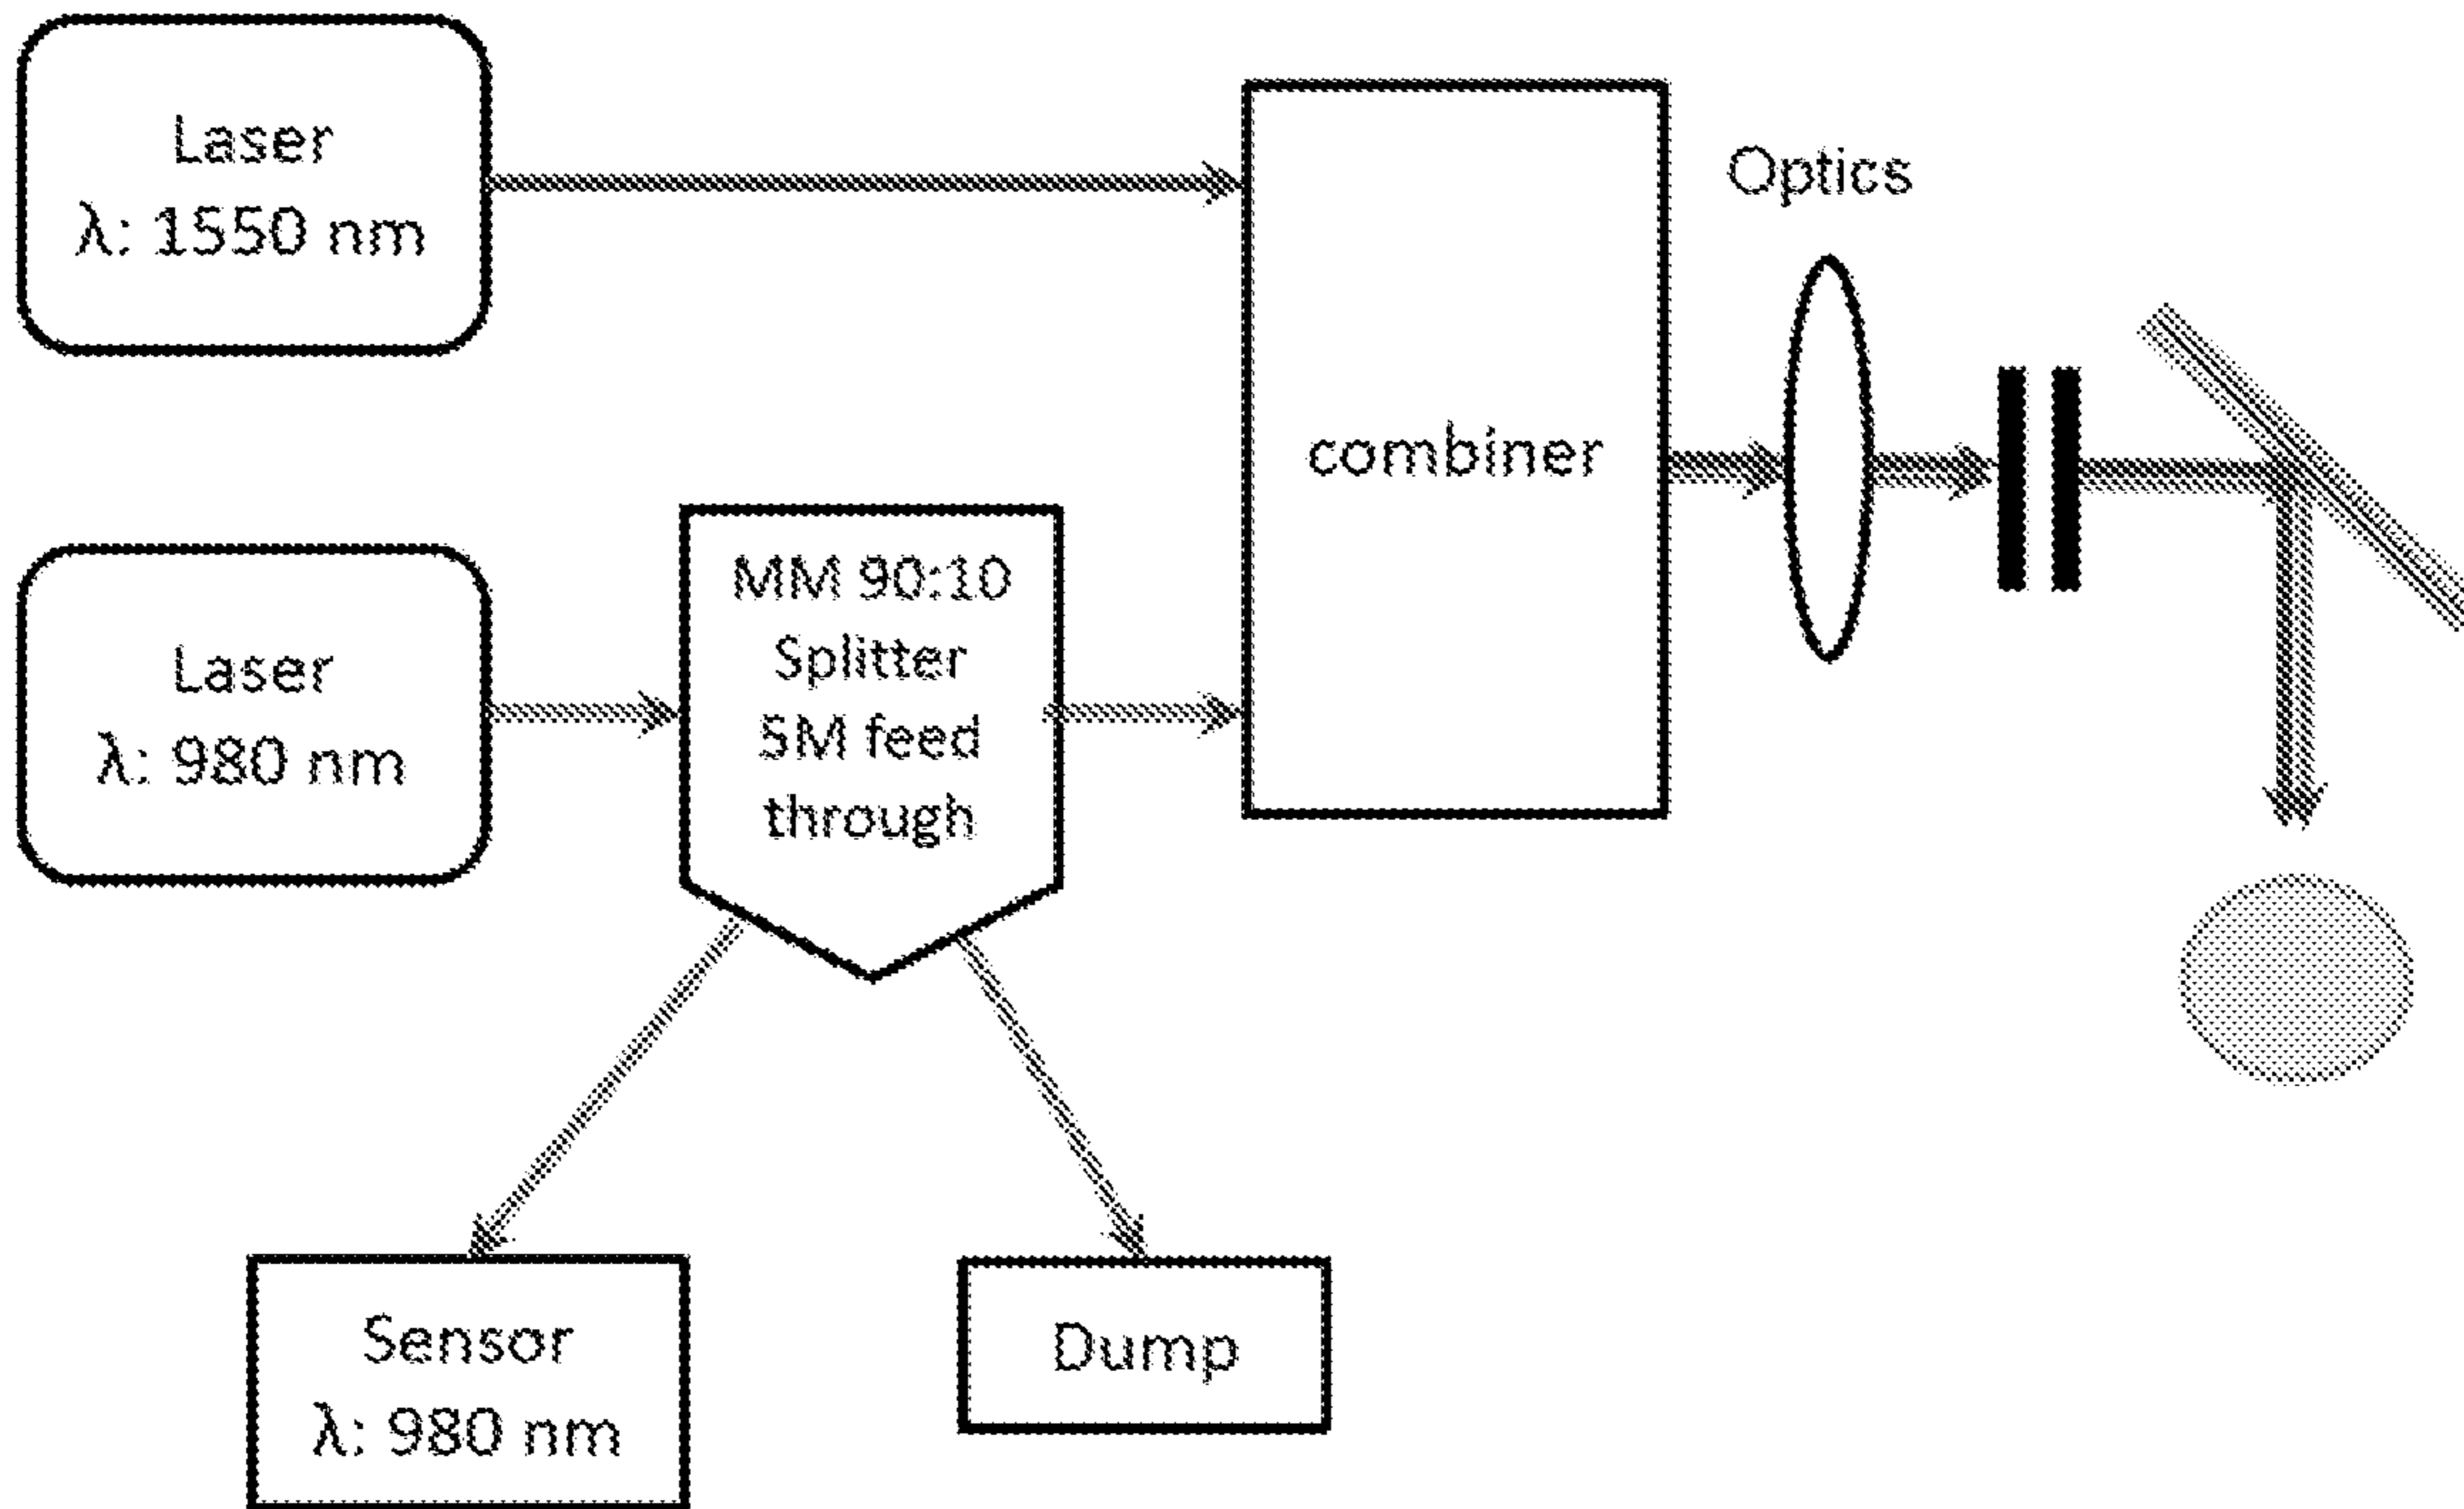 Laser
λ: 1550 nm
Optics
combiner
Laser
λ: 980 nm
MM 90:10
Splitter
SM feed
through
Sensor
λ: 980 nm
Dump